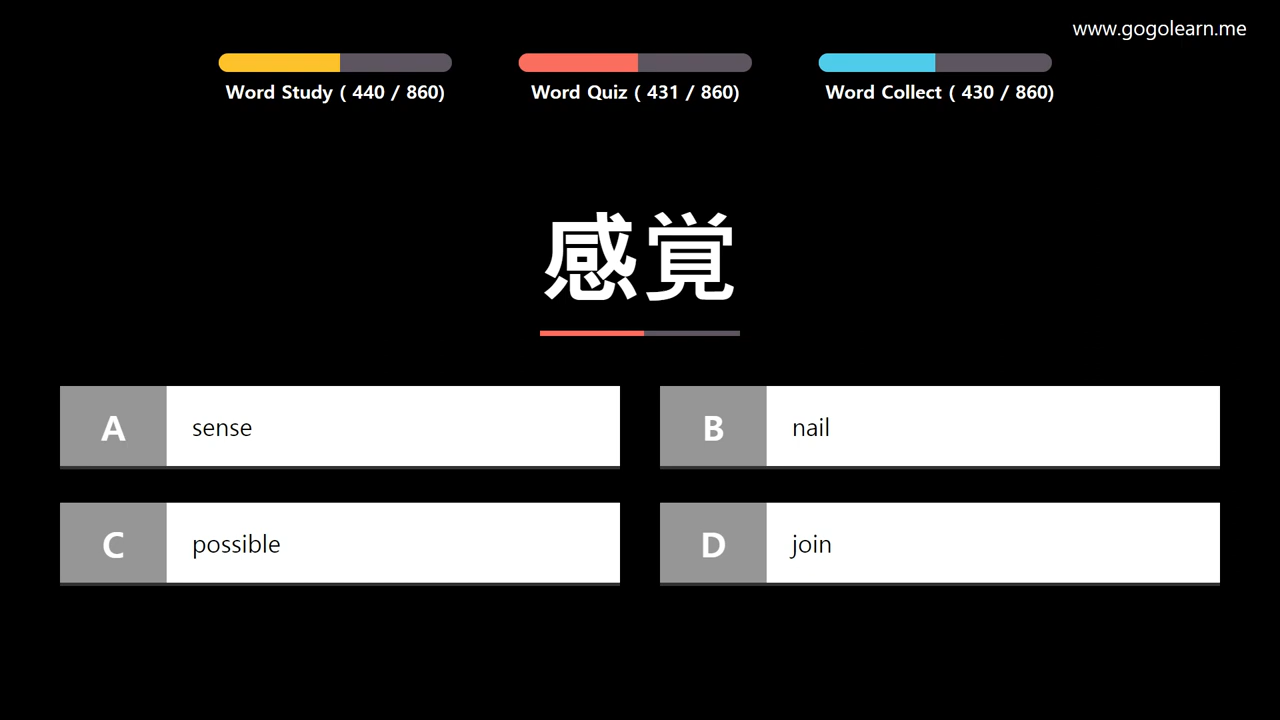 www.gogolearn.me
Word Study ( 440 / 860)
Word Quiz ( 431 / 860)
Word Collect ( 430 / 860)
感覚
A sense
B nail
C possible
D join